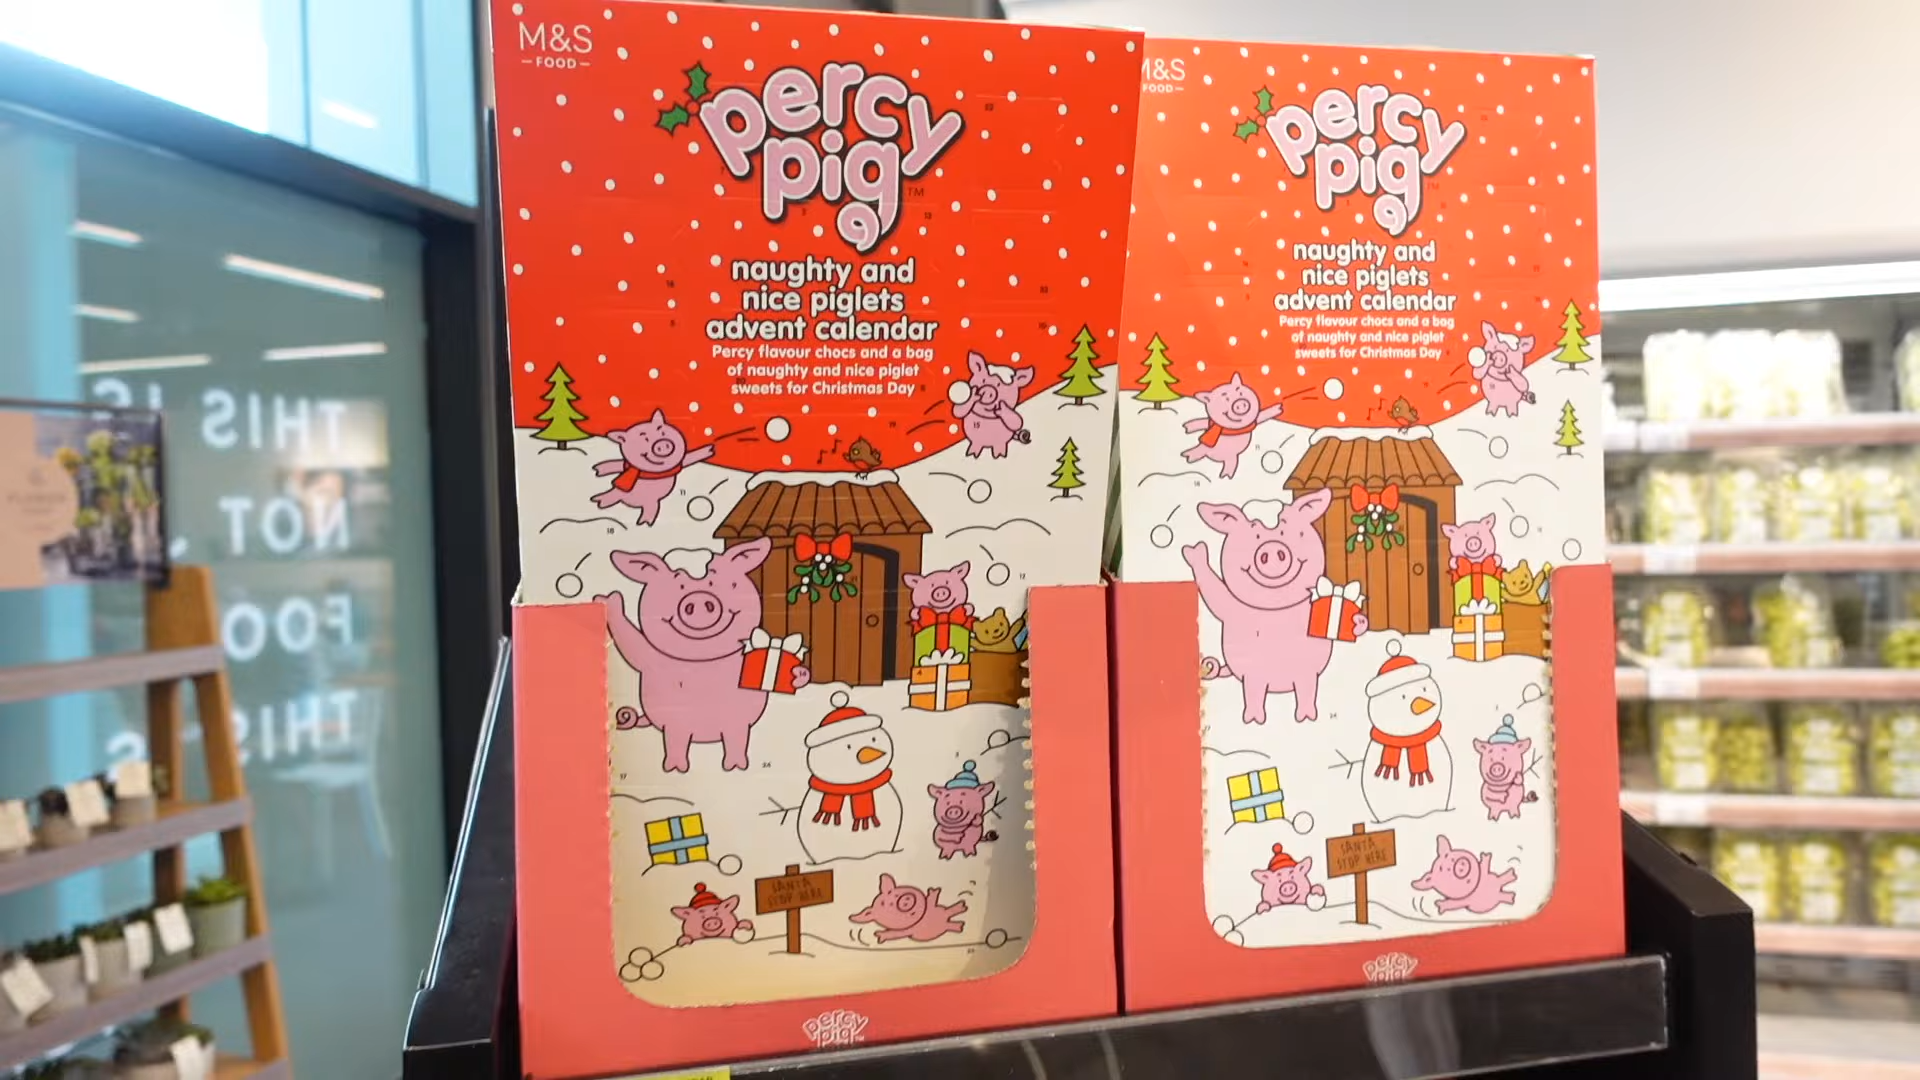 M&S
FOOD
percy
pig
TM
naughty and
nice piglets
advent calendar
Percy flavour chocs and a bag
of naughty and nice piglet
sweets for Christmas Day
SANTA
STOP HERE
percy
pig
M&S
FOOD
percy
pig
TM
naughty and
nice piglets
advent calendar
Percy flavour chocs and a bag
of naughty and nice piglet
sweets for Christmas Day
SANTA
STOP HERE
percy
pig
THIS IS
NOT
THIS